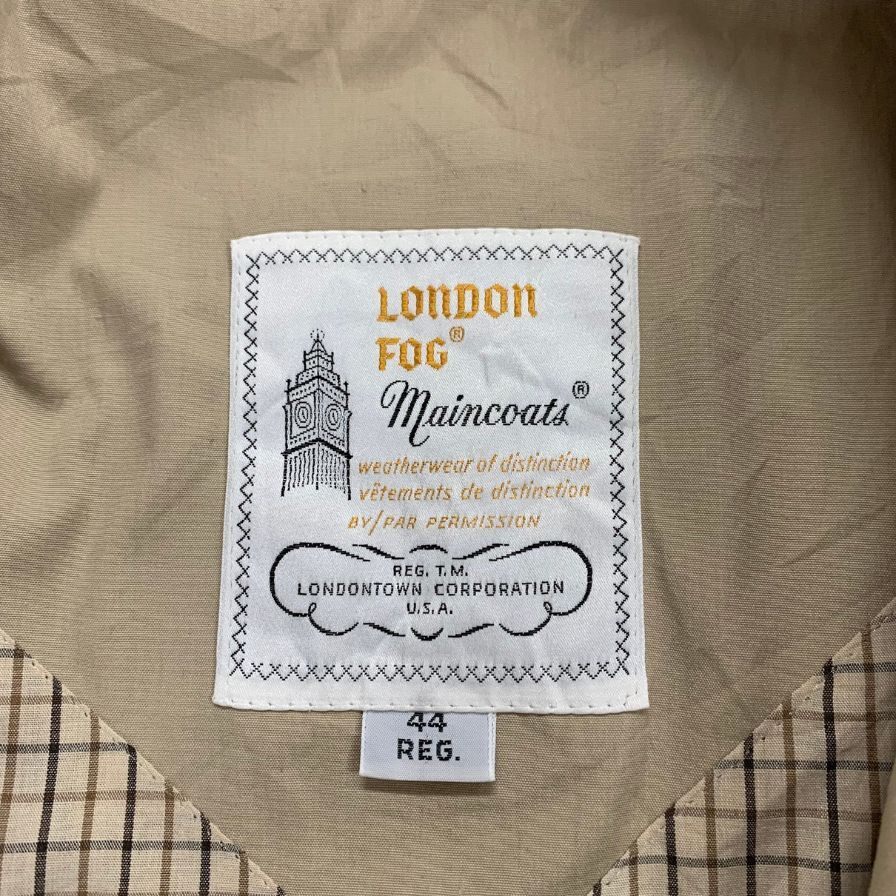 LONDON
FOG®
Maincoats®
weatherwear of distinction
vêtements de distinction
BY/PAR PERMISSION
REG. T.M.
LONDONTOWN CORPORATION
U.S.A.
44
REG.